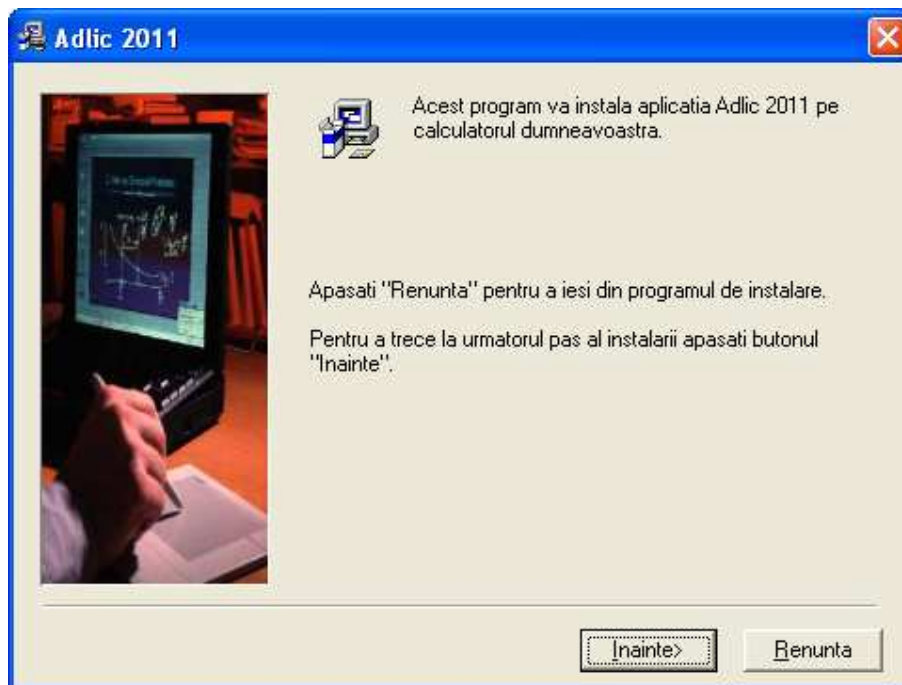 Adlic 2011
Acest program va instala aplicatia Adlic 2011 pe
calculatorul dumneavoastra.
Apasati "Renunta" pentru a iesi din programul de instalare.
Pentru a trece la urmatorul pas al instalarii apasati butonul
"Inainte".
Inainte>
Renunta